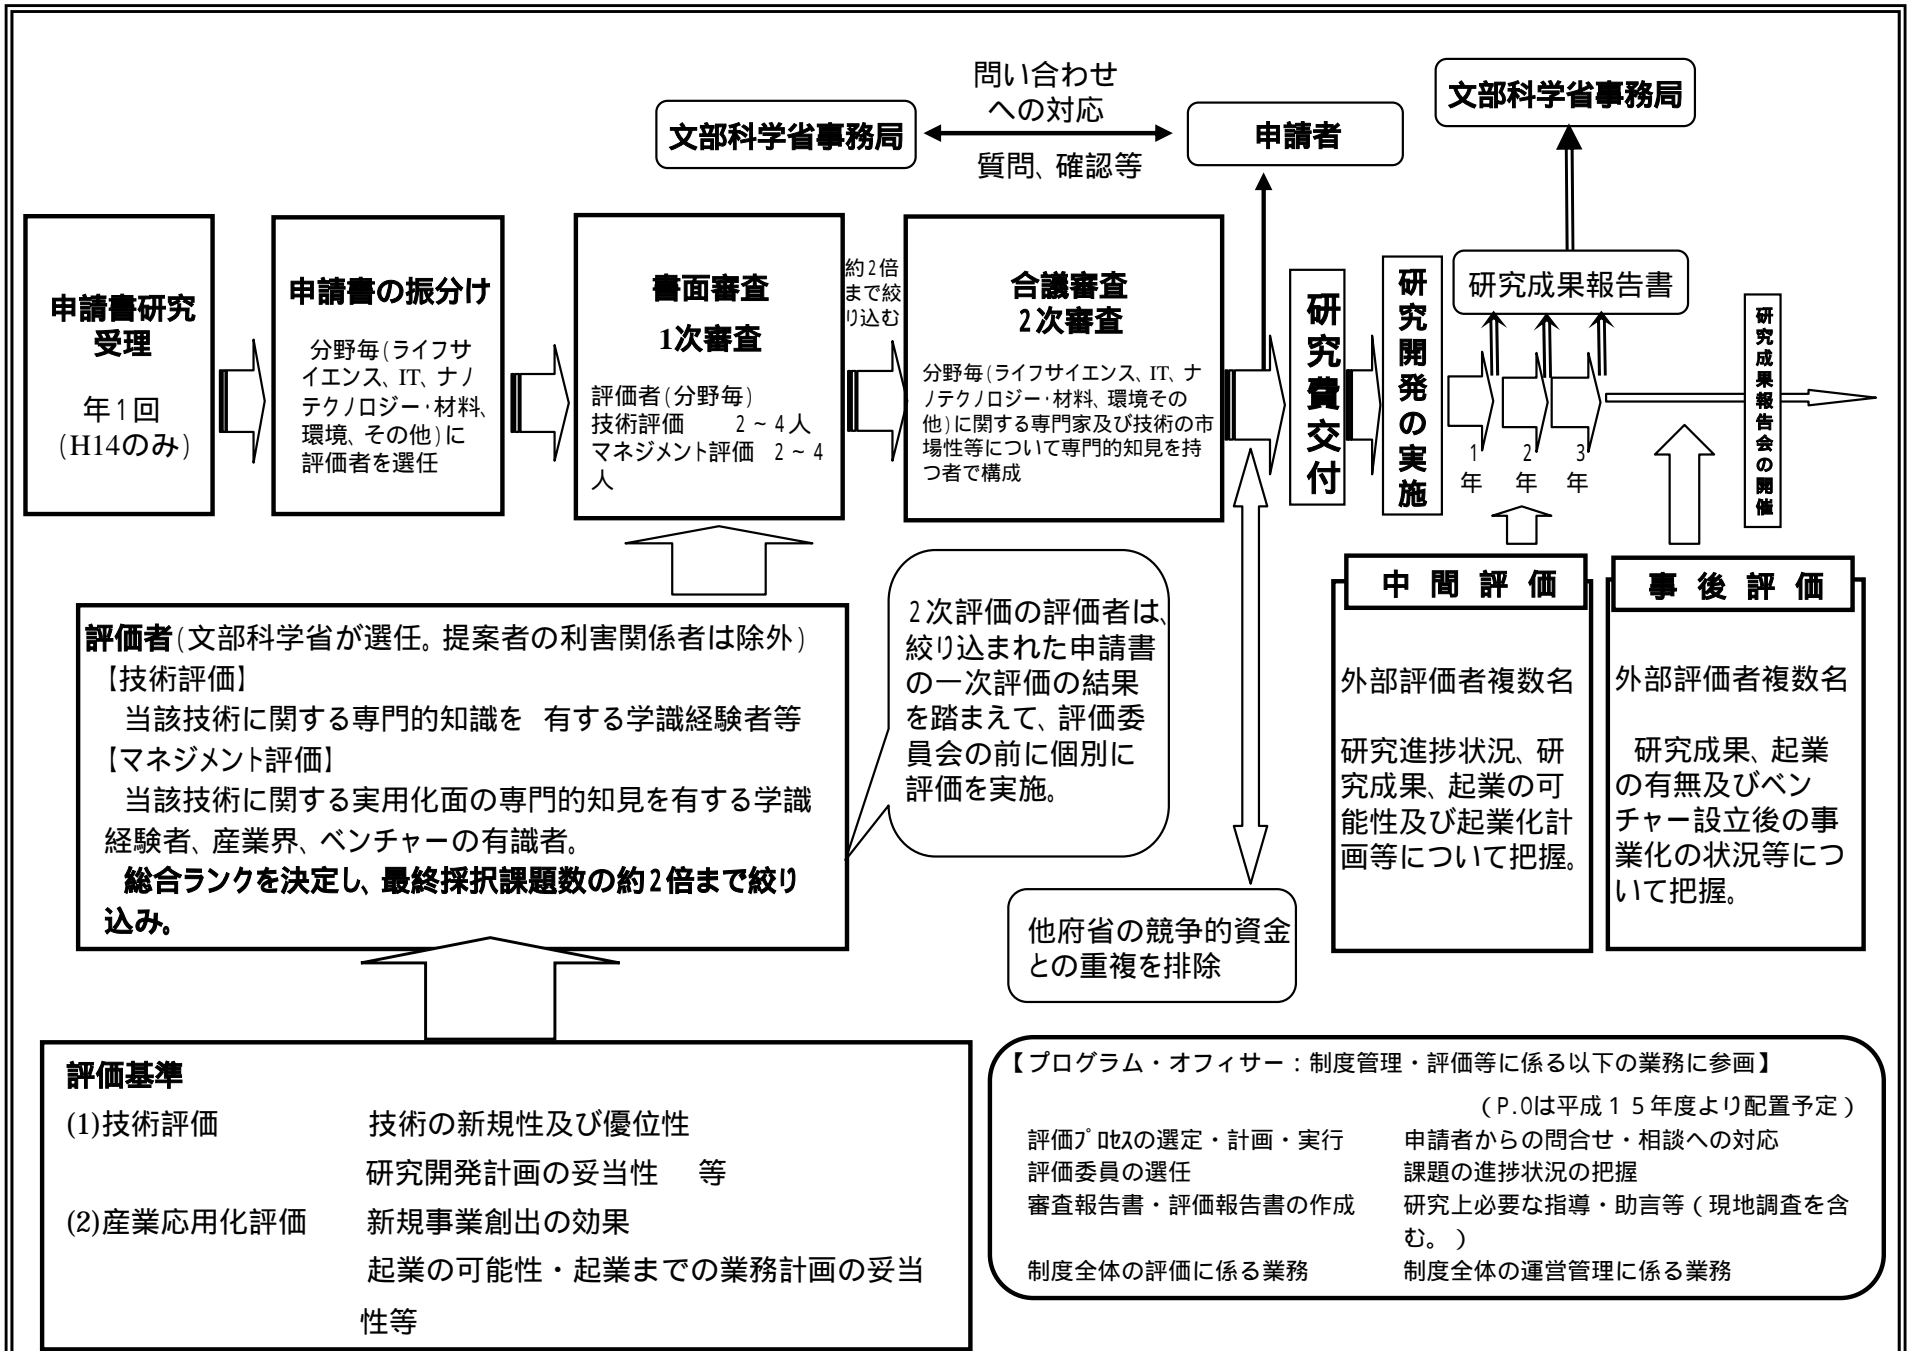 問い合わせ
への対応
文部科学省事務局
申請者
質問、確認等
文部科学省事務局
申請書研究
受理
年1回
(H14のみ)
申請書の振分け
分野毎(ライフサ
イエンス、IT、ナノ
テクノロジー・材料、
環境、その他)に
評価者を選任
書面審査
1次審査
評価者(分野毎)
技術評価 2~4人
マネジメント評価 2~4
人
約2倍
まで絞
り込む
合議審査
2次審査
分野毎(ライフサイエンス、IT、ナ
ノテクノロジー・材料、環境その
他)に関する専門家及び技術の市
場性等について専門的知見を持
つ者で構成
研究費交付
研究開発の実施
研究成果報告書
1
年
2
年
3
年
研究成果報告会の開催
評価者(文部科学省が選任。提案者の利害関係者は除外)
【技術評価】
当該技術に関する専門的知識を 有する学識経験者等
【マネジメント評価】
当該技術に関する実用化面の専門的知見を有する学識
経験者、産業界、ベンチャーの有識者。
総合ランクを決定し、最終採択課題数の約2倍まで絞り
込み。
2次評価の評価者は、
絞り込まれた申請書
の一次評価の結果
を踏まえて、評価委
員会の前に個別に
評価を実施。
他府省の競争的資金
との重複を排除
中間評価
外部評価者複数名
研究進捗状況、研
究成果、起業の可
能性及び起業化計
画等について把握。
事後評価
外部評価者複数名
研究成果、起業
の有無及びベン
チャー設立後の事
業化の状況等につ
いて把握。
評価基準
(1)技術評価 技術の新規性及び優位性
研究開発計画の妥当性 等
(2)産業応用化評価 新規事業創出の効果
起業の可能性・起業までの業務計画の妥当
性等
【プログラム・オフィサー：制度管理・評価等に係る以下の業務に参画】
(P.Oは平成15年度より配置予定)
評価プロセスの選定・計画・実行 申請者からの問合せ・相談への対応
評価委員の選任 課題の進捗状況の把握
審査報告書・評価報告書の作成 研究上必要な指導・助言等(現地調査を含
む。)
制度全体の評価に係る業務 制度全体の運営管理に係る業務